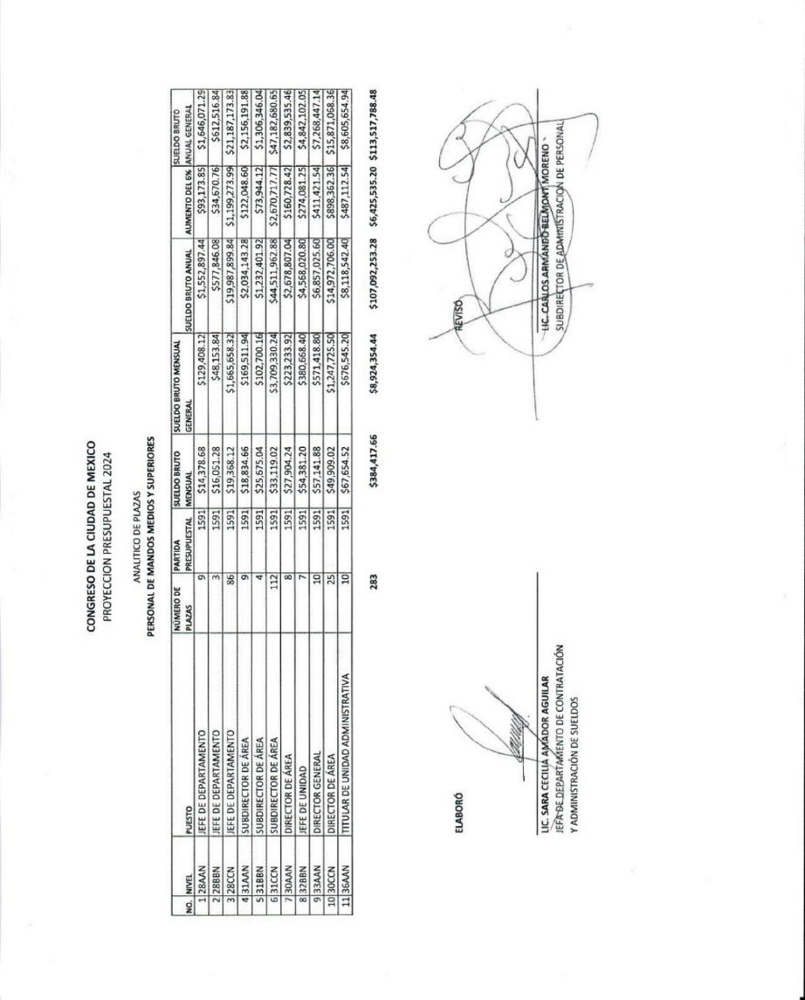 CONGRESO DE LA CIUDAD DE MEXICO
PROYECCION PRESUPUESTAL 2024
ANALITICO DE PLAZAS
PERSONAL DE MANDOS MEDIOS Y SUPERIORES
NO. NIVEL PUESTO NÚMERO DE PLAZAS PARTIDA PRESUPUESTAL SUELDO BRUTO MENSUAL SUELDO BRUTO MENSUAL GENERAL SUELDO BRUTO ANUAL AUMENTO DEL 6% SUELDO BRUTO ANUAL GENERAL
1 28AAN JEFE DE DEPARTAMENTO 9 1591 $14,378.68 $129,408.12 $1,552,897.44 $93,173.85 $1,646,071.29
2 28BBN JEFE DE DEPARTAMENTO 3 1591 $16,051.28 $48,153.84 $577,846.08 $34,670.76 $612,516.84
3 28CCN JEFE DE DEPARTAMENTO 86 1591 $19,368.12 $1,665,658.32 $19,987,899.84 $1,199,273.99 $21,187,173.83
4 31AAN SUBDIRECTOR DE ÁREA 9 1591 $18,834.66 $169,511.94 $2,034,143.28 $122,048.60 $2,156,191.88
5 31BBN SUBDIRECTOR DE ÁREA 4 1591 $25,675.04 $102,700.16 $1,232,401.92 $73,944.12 $1,306,346.04
6 31CCN SUBDIRECTOR DE ÁREA 112 1591 $33,119.02 $3,709,330.24 $44,511,962.88 $2,670,717.77 $47,182,680.65
7 30AAN DIRECTOR DE ÁREA 8 1591 $27,904.24 $223,233.92 $2,678,807.04 $160,728.42 $2,839,535.46
8 32BBN JEFE DE UNIDAD 7 1591 $54,381.20 $380,668.40 $4,568,020.80 $274,081.25 $4,842,102.05
9 33AAN DIRECTOR GENERAL 10 1591 $57,141.88 $571,418.80 $6,857,025.60 $411,421.54 $7,268,447.14
10 30CCN DIRECTOR DE ÁREA 25 1591 $49,909.02 $1,247,725.50 $14,972,706.00 $898,362.36 $15,871,068.36
11 36AAN TITULAR DE UNIDAD ADMINISTRATIVA 10 1591 $67,654.52 $676,545.20 $8,118,542.40 $487,112.54 $8,605,654.94
283 $384,417.66 $8,924,354.44 $107,092,253.28 $6,425,535.20 $113,517,788.48
ELABORÓ
LIC. SARA CECILIA AMADOR AGUILAR
JEFA DE DEPARTAMENTO DE CONTRATACIÓN
Y ADMINISTRACIÓN DE SUELDOS
REVISÓ
LIC. CARLOS ARMANDO BELMONT MORENO
SUBDIRECTOR DE ADMINISTRACION DE PERSONAL